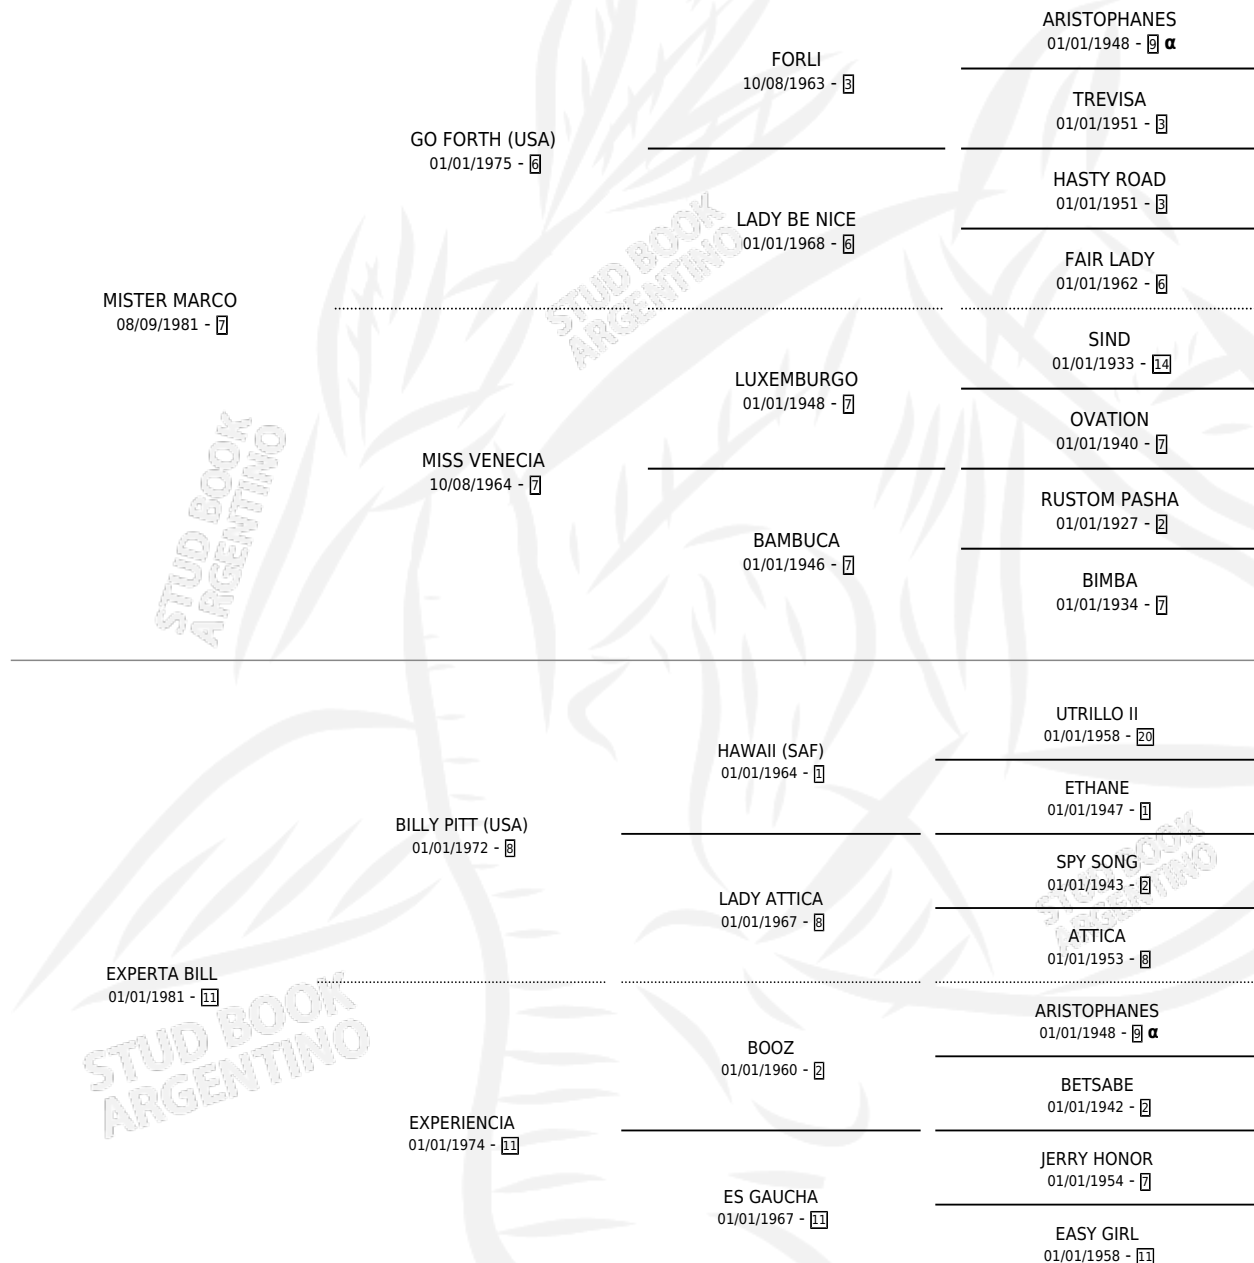 ARISTOPHANES
01/01/1948 - 9 α
FORLI
10/08/1963 - 3
TREVISA
01/01/1951 - 3
GO FORTH (USA)
01/01/1975 - 6
HASTY ROAD
01/01/1951 - 3
LADY BE NICE
01/01/1968 - 6
FAIR LADY
01/01/1962 - 6
MISTER MARCO
08/09/1981 - 7
SIND
01/01/1933 - 14
LUXEMBURGO
01/01/1948 - 7
OVATION
01/01/1940 - 7
MISS VENECIA
10/08/1964 - 7
RUSTOM PASHA
01/01/1927 - 2
BAMBUCA
01/01/1946 - 7
BIMBA
01/01/1934 - 7
UTRILLO II
01/01/1958 - 20
HAWAII (SAF)
01/01/1964 - 1
ETHANE
01/01/1947 - 1
BILLY PITT (USA)
01/01/1972 - 8
SPY SONG
01/01/1943 - 2
LADY ATTICA
01/01/1967 - 8
ATTICA
01/01/1953 - 8
EXPERTA BILL
01/01/1981 - 11
ARISTOPHANES
01/01/1948 - 9 α
BOOZ
01/01/1960 - 2
BETSABE
01/01/1942 - 2
EXPERIENCIA
01/01/1974 - 11
JERRY HONOR
01/01/1954 - 7
ES GAUCHA
01/01/1967 - 11
EASY GIRL
01/01/1958 - 11
STUD BOOK
ARGENTINO
STUD BOOK
ARGENTINO
STUD BOOK
ARGENTINO
STUD BOOK
ARGENTINO